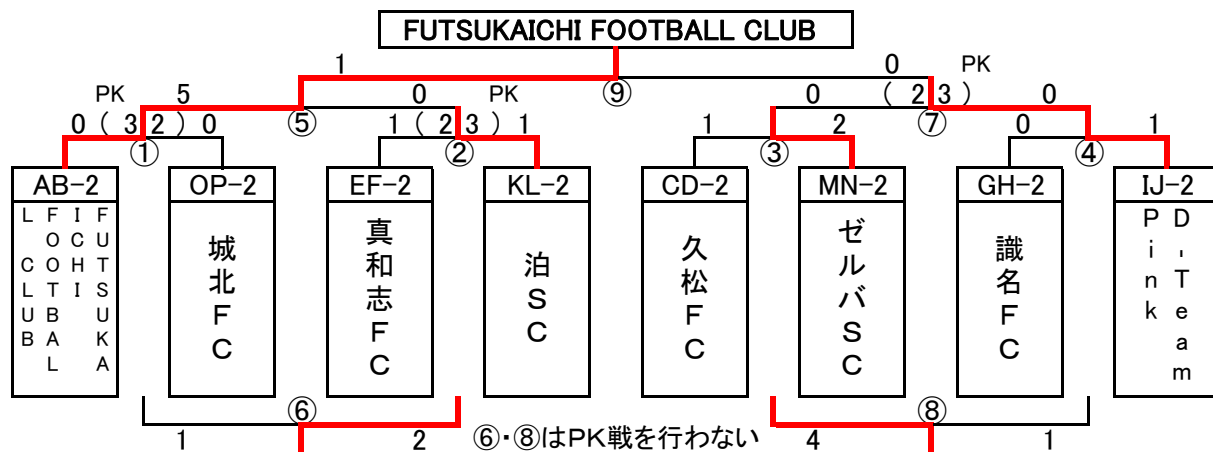 FUTSUKAICHI FOOTBALL CLUB
1 0 PK
PK 5 0 PK ⑨ 0 ( 2 3 ) 0
0 ( 3 2 ) 0 ⑤ 1 ( 2 3 ) 1 1 2 ⑦ 0 1
① ② ③ ④
AB-2 OP-2 EF-2 KL-2 CD-2 MN-2 GH-2 IJ-2
FUTSUKAICHI FOOTBALL CLUB
城北FC
真和志FC
泊SC
久松FC
ゼルバSC
識名FC
D-Team Pink
⑥ ⑧
1 2 ⑥・⑧はPK戦を行わない 4 1